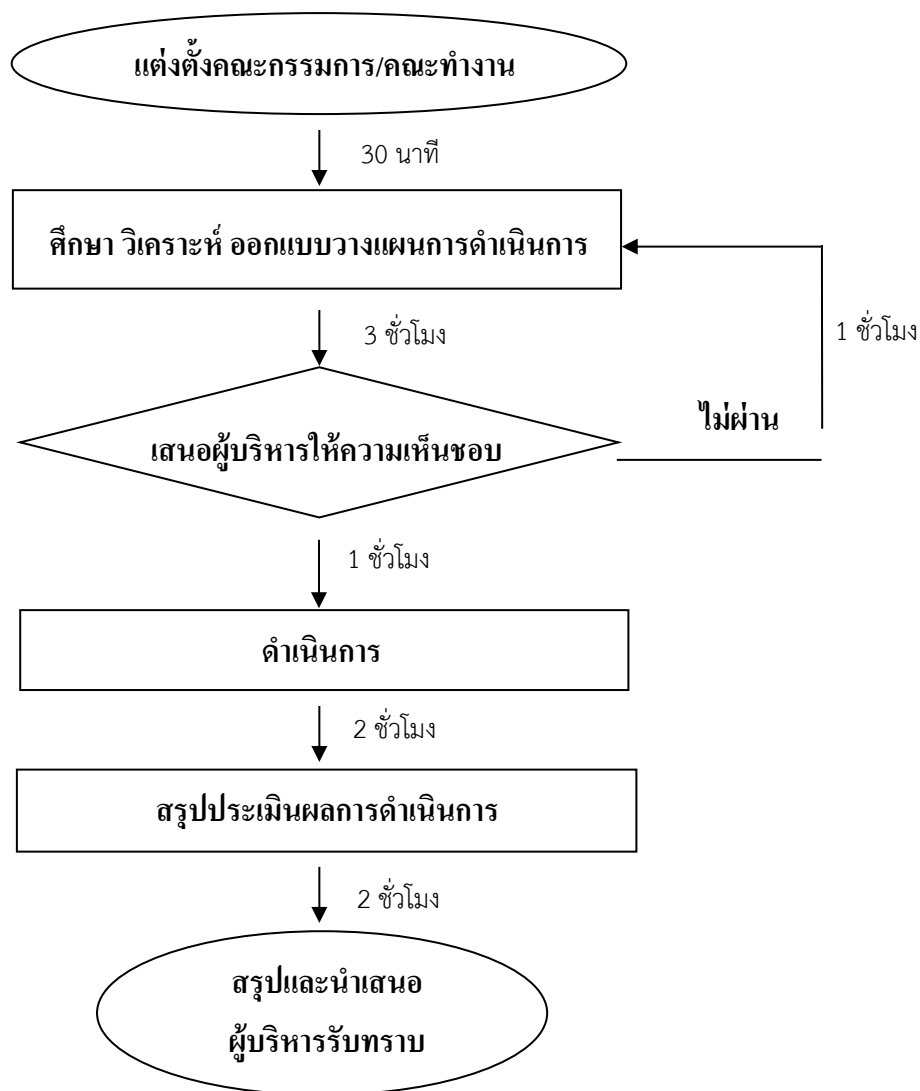 แต่งตั้งคณะกรรมการ/คณะทำงาน
30 นาที
ศึกษา วิเคราะห์ ออกแบบวางแผนการดำเนินการ
3 ชั่วโมง
1 ชั่วโมง
ไม่ผ่าน
เสนอผู้บริหารให้ความเห็นชอบ
1 ชั่วโมง
ดำเนินการ
2 ชั่วโมง
สรุปประเมินผลการดำเนินการ
2 ชั่วโมง
สรุปและนำเสนอ
ผู้บริหารรับทราบ